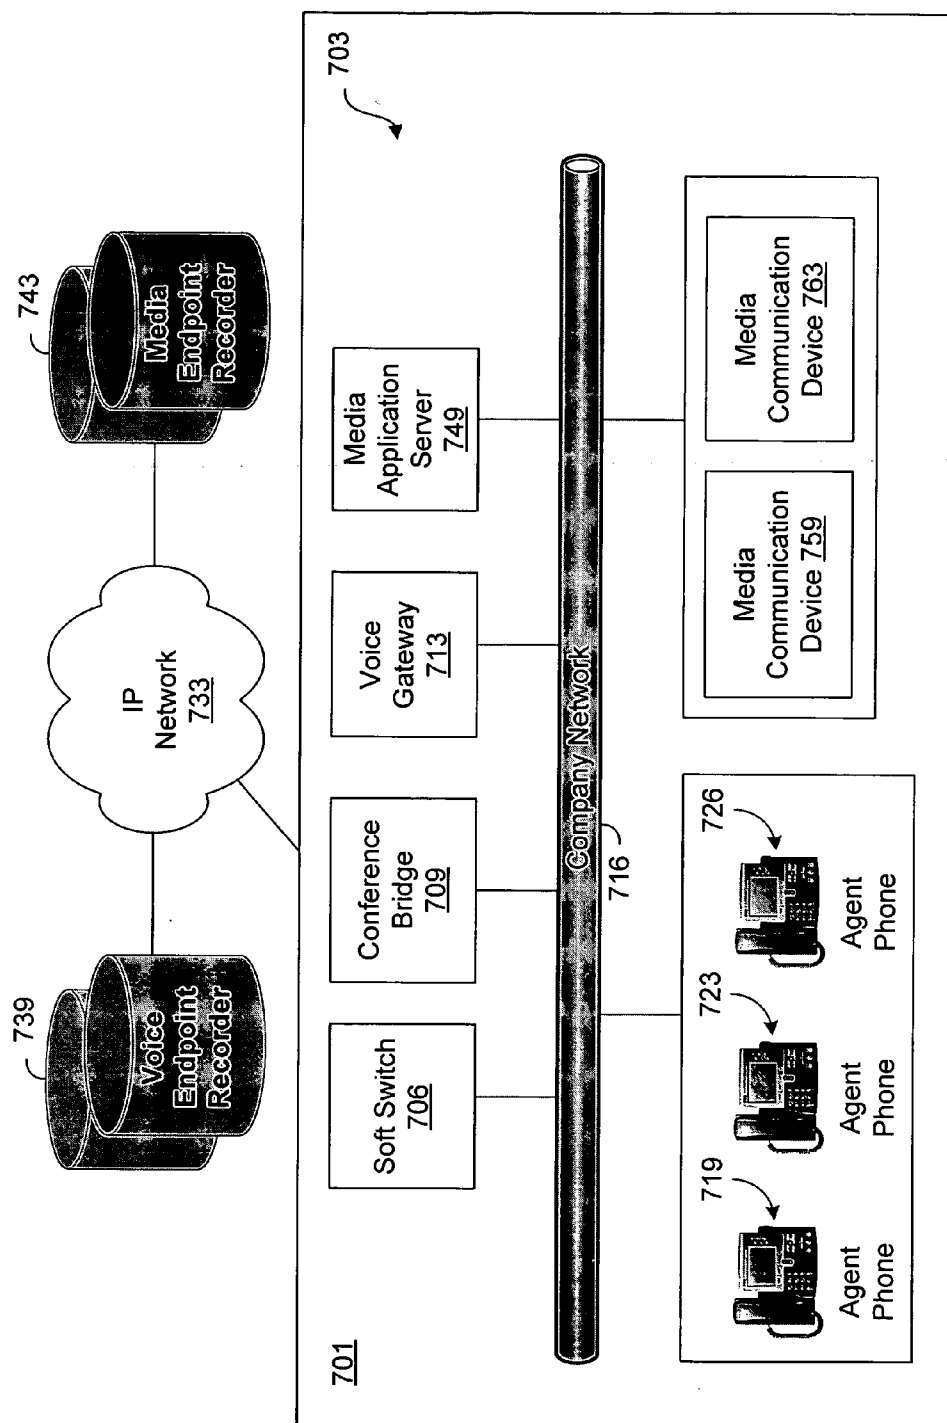 739
Voice
Endpoint
Recorder
IP
Network
733
743
Media
Endpoint
Recorder
701
703
Soft Switch
706
Conference
Bridge
709
Voice
Gateway
713
Media
Application
Server
749
Company Network
716
719
Agent
Phone
723
Agent
Phone
726
Agent
Phone
Media
Communication
Device 759
Media
Communication
Device 763